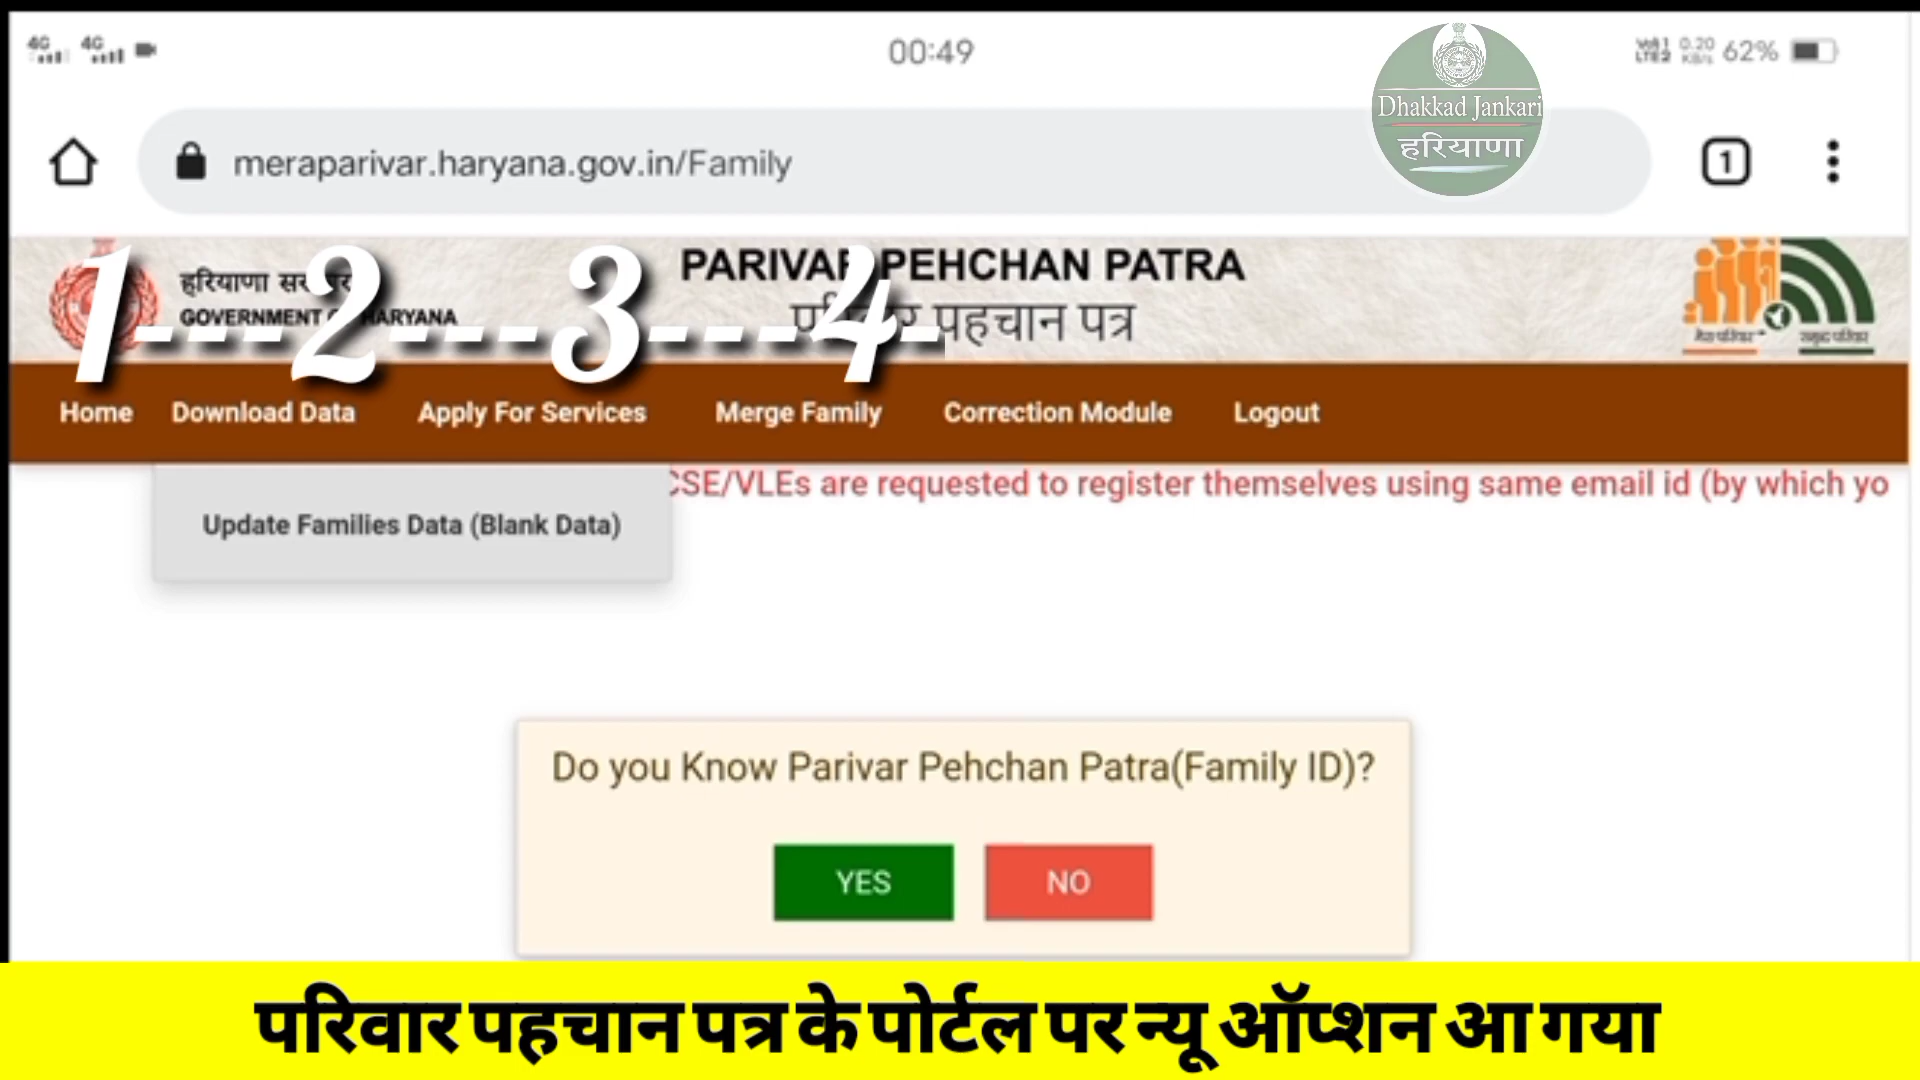 4G 4G 00:49 62%
Dhakkad Jankari
हरियाणा
meraparivar.haryana.gov.in/Family
1
1---2---3---4-
हरियाणा
GOVERNMENT HARYANA
PARIVAR PEHCHAN PATRA
पहचान पत्र
Home Download Data Apply For Services Merge Family Correction Module Logout
CSE/VLEs are requested to register themselves using same email id (by which yo
Update Families Data (Blank Data)
Do you Know Parivar Pehchan Patra(Family ID)?
YES NO
परिवार पहचान पत्र के पोर्टल पर न्यू ऑप्शन आ गया